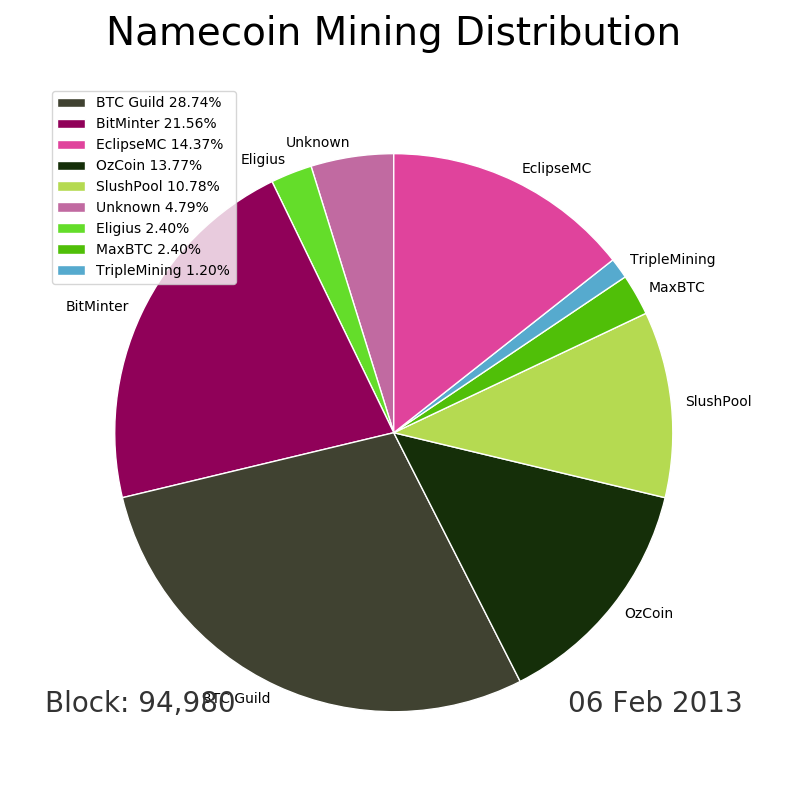 Namecoin Mining Distribution
BTC Guild 28.74%
BitMinter 21.56%
EclipseMC 14.37%
OzCoin 13.77%
SlushPool 10.78%
Unknown 4.79%
Eligius 2.40%
MaxBTC 2.40%
TripleMining 1.20%
Unknown
Eligius
EclipseMC
TripleMining
MaxBTC
BitMinter
SlushPool
OzCoin
BTC Guild
Block: 94,980
06 Feb 2013